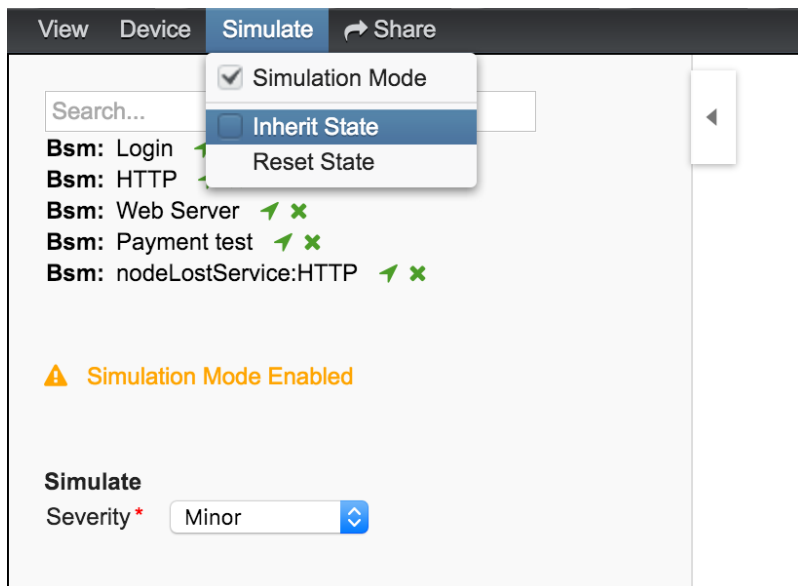 View Device Simulate Share
Simulation Mode
Search...
Inherit State
Bsm: Login
Reset State
Bsm: HTTP
Bsm: Web Server
Bsm: Payment test
Bsm: nodeLostService:HTTP
Simulation Mode Enabled
Simulate
Severity* Minor